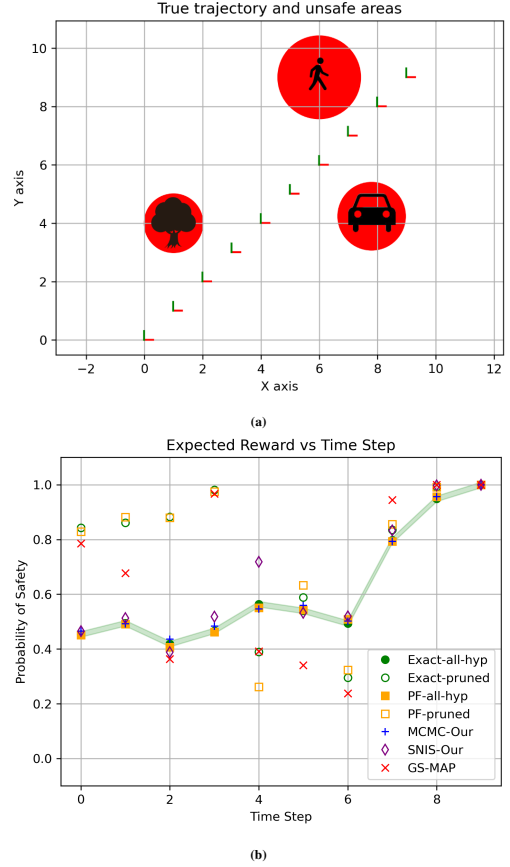 True trajectory and unsafe areas
10
8
6
4
2
0
Y axis
−2 0 2 4 6 8 10 12
X axis
(a)
Expected Reward vs Time Step
1.0
0.8
0.6
0.4
0.2
0.0
Probability of Safety
Exact-all-hyp
Exact-pruned
PF-all-hyp
PF-pruned
MCMC-Our
SNIS-Our
GS-MAP
0 2 4 6 8
Time Step
(b)